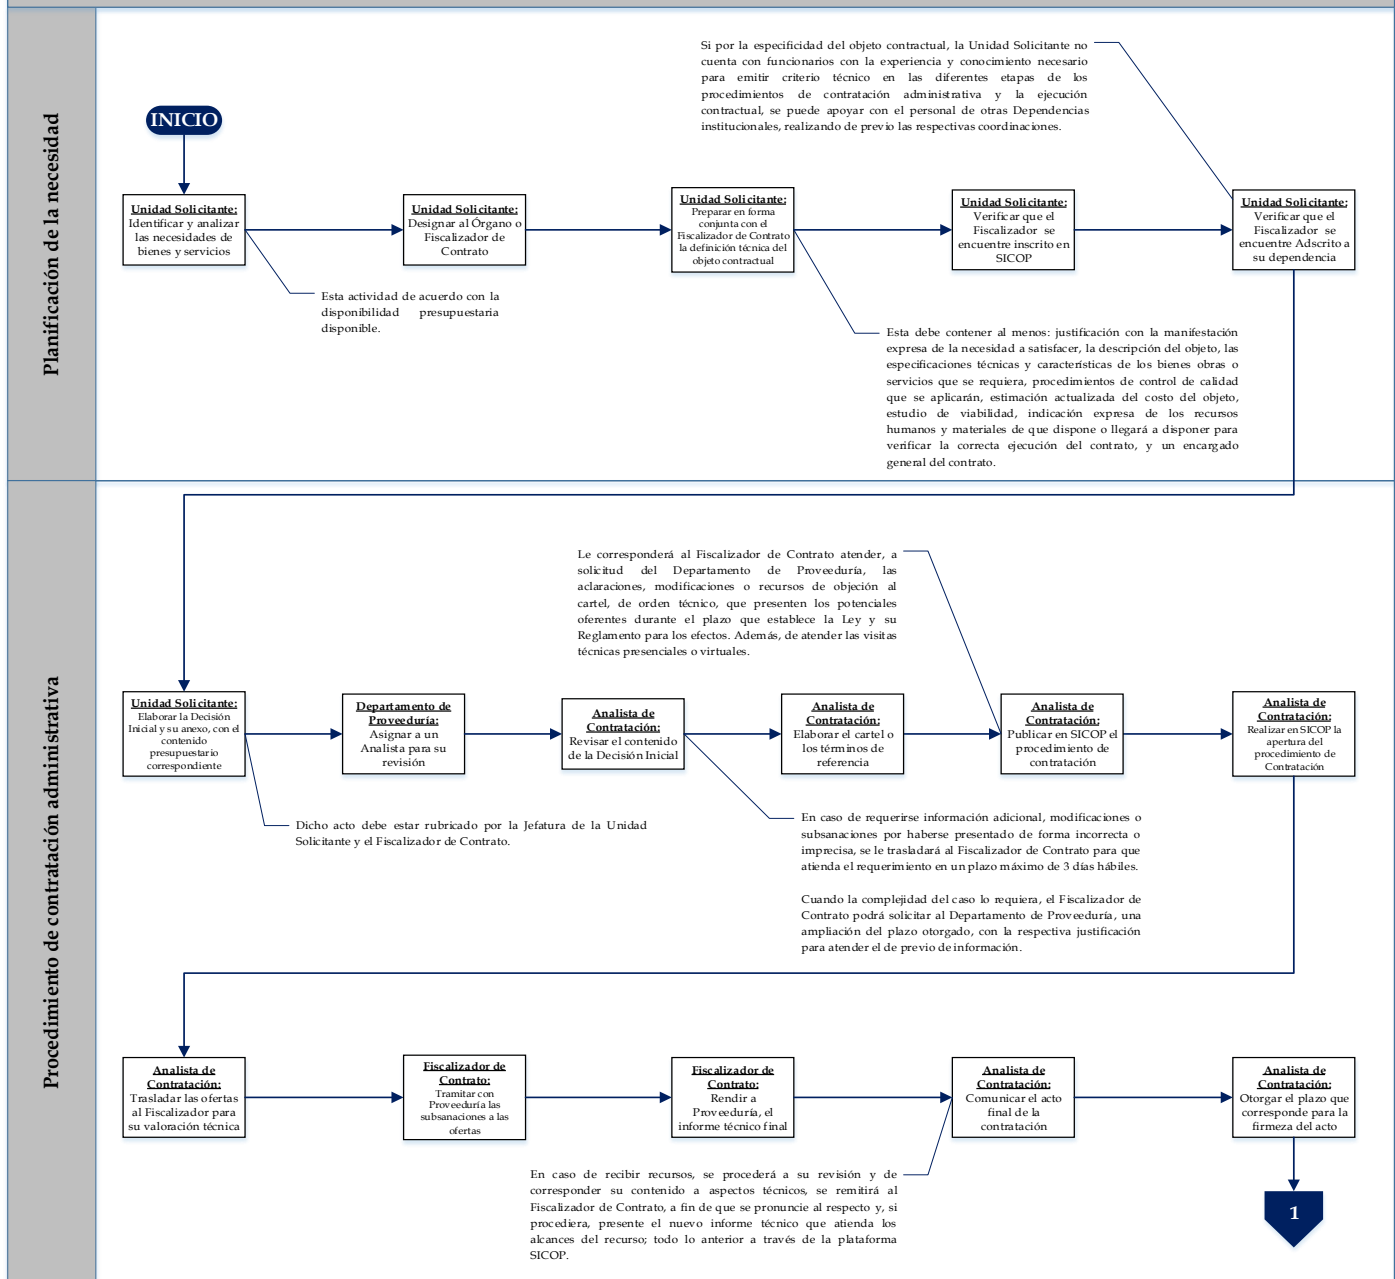 Planificación de la necesidad
Si por la especificidad del objeto contractual, la Unidad Solicitante no
cuenta con funcionarios con la experiencia y conocimiento necesario
para emitir criterio técnico en las diferentes etapas de los
procedimientos de contratación administrativa y la ejecución
contractual, se puede apoyar con el personal de otras Dependencias
institucionales, realizando de previo las respectivas coordinaciones.
INICIO
Unidad Solicitante:
Identificar y analizar
las necesidades de
bienes y servicios
Unidad Solicitante:
Designar al Órgano o
Fiscalizador de
Contrato
Unidad Solicitante:
Preparar en forma
conjunta con el
Fiscalizador de Contrato
la definición técnica del
objeto contractual
Unidad Solicitante:
Verificar que el
Fiscalizador se
encuentre inscrito en
SICOP
Unidad Solicitante:
Verificar que el
Fiscalizador se
encuentre Adscrito a
su dependencia
Esta actividad de acuerdo con la
disponibilidad presupuestaria
disponible.
Esta debe contener al menos: justificación con la manifestación
expresa de la necesidad a satisfacer, la descripción del objeto, las
especificaciones técnicas y características de los bienes obras o
servicios que se requiera, procedimientos de control de calidad
que se aplicarán, estimación actualizada del costo del objeto,
estudio de viabilidad, indicación expresa de los recursos
humanos y materiales de que dispone o llegará a disponer para
verificar la correcta ejecución del contrato, y un encargado
general del contrato.
Procedimiento de contratación administrativa
Le corresponderá al Fiscalizador de Contrato atender, a
solicitud del Departamento de Proveeduría, las
aclaraciones, modificaciones o recursos de objeción al
cartel, de orden técnico, que presenten los potenciales
oferentes durante el plazo que establece la Ley y su
Reglamento para los efectos. Además, de atender las visitas
técnicas presenciales o virtuales.
Unidad Solicitante:
Elaborar la Decisión
Inicial y su anexo, con el
contenido
presupuestario
correspondiente
Departamento de
Proveeduría:
Asignar a un
Analista para su
revisión
Analista de
Contratación:
Revisar el contenido
de la Decisión Inicial
Analista de
Contratación:
Elaborar el cartel o
los términos de
referencia
Analista de
Contratación:
Publicar en SICOP el
procedimiento de
contratación
Analista de
Contratación:
Realizar en SICOP la
apertura del
procedimiento de
Contratación
Dicho acto debe estar rubricado por la Jefatura de la Unidad
Solicitante y el Fiscalizador de Contrato.
En caso de requerirse información adicional, modificaciones o
subsanaciones por haberse presentado de forma incorrecta o
imprecisa, se le trasladará al Fiscalizador de Contrato para que
atienda el requerimiento en un plazo máximo de 3 días hábiles.
Cuando la complejidad del caso lo requiera, el Fiscalizador de
Contrato podrá solicitar al Departamento de Proveeduría, una
ampliación del plazo otorgado, con la respectiva justificación
para atender el de previo de información.
Analista de
Contratación:
Trasladar las ofertas
al Fiscalizador para
su valoración técnica
Fiscalizador de
Contrato:
Tramitar con
Proveeduría las
subsanaciones a las
ofertas
Fiscalizador de
Contrato:
Rendir a
Proveeduría, el
informe técnico final
Analista de
Contratación:
Comunicar el acto
final de la
contratación
Analista de
Contratación:
Otorgar el plazo que
corresponde para la
firmeza del acto
En caso de recibir recursos, se procederá a su revisión y de
corresponder su contenido a aspectos técnicos, se remitirá al
Fiscalizador de Contrato, a fin de que se pronuncie al respecto y, si
procediera, presente el nuevo informe técnico que atienda los
alcances del recurso; todo lo anterior a través de la plataforma
SICOP.
1